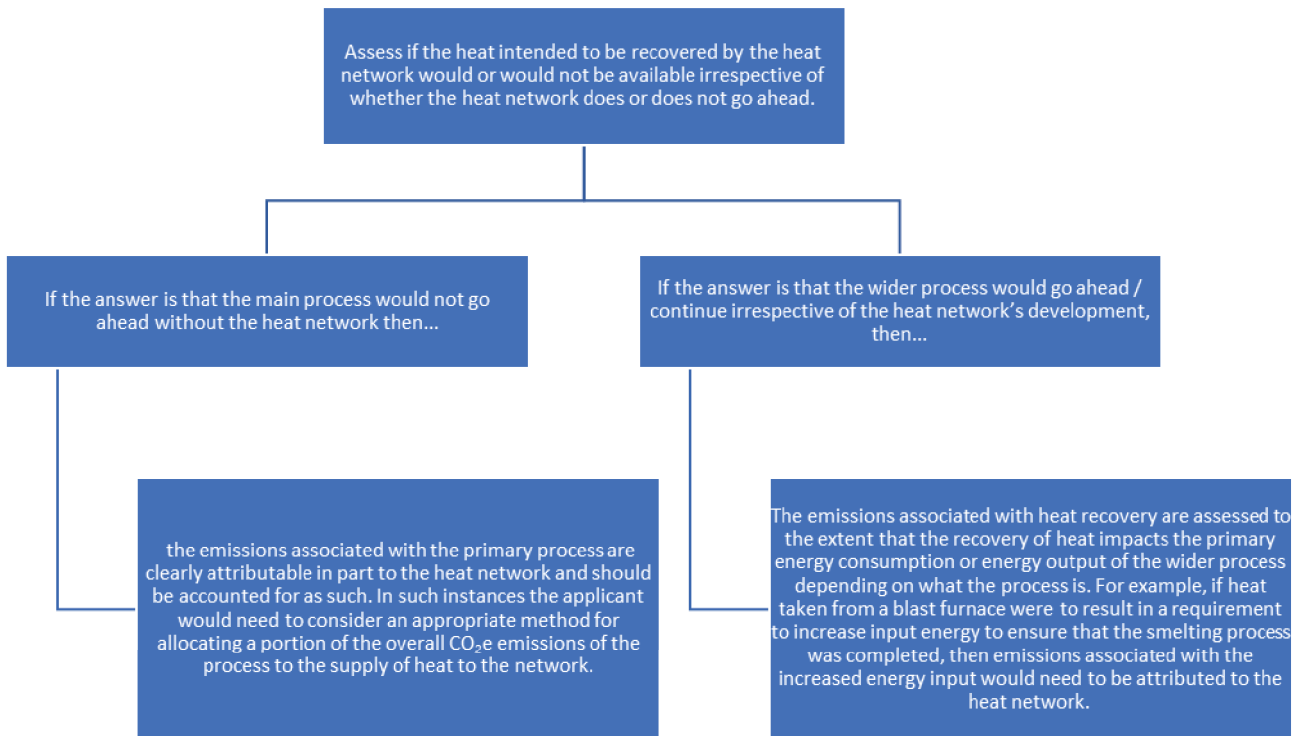 Assess if the heat intended to be recovered by the heat
network would or would not be available irrespective of
whether the heat network does or does not go ahead.
If the answer is that the main process would not go
ahead without the heat network then...
If the answer is that the wider process would go ahead /
continue irrespective of the heat network’s development,
then...
the emissions associated with the primary process are
clearly attributable in part to the heat network and should
be accounted for as such. In such instances the applicant
would need to consider an appropriate method for
allocating a portion of the overall CO₂e emissions of the
process to the supply of heat to the network.
The emissions associated with heat recovery are assessed to
the extent that the recovery of heat impacts the primary
energy consumption or energy output of the wider process
depending on what the process is. For example, if heat
taken from a blast furnace were to result in a requirement
to increase input energy to ensure that the smelting process
was completed, then emissions associated with the
increased energy input would need to be attributed to the
heat network.